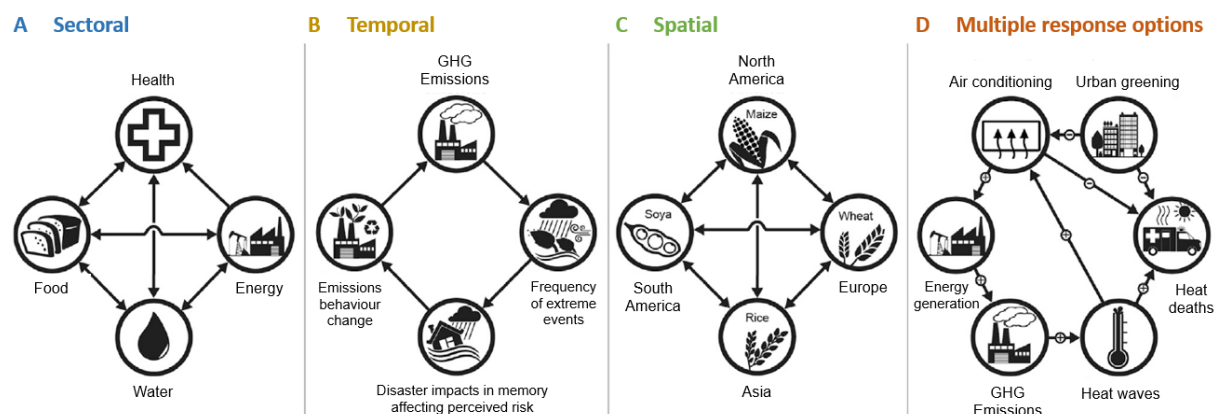 A Sectoral
Health
Food
Energy
Water
B Temporal
GHG
Emissions
Emissions
behaviour
change
Frequency
of extreme
events
Disaster impacts in memory
affecting perceived risk
C Spatial
North
America
Maize
Soya
Wheat
South
America
Europe
Rice
Asia
D Multiple response options
Air conditioning
Urban greening
Energy
generation
Heat
deaths
GHG
Emissions
Heat waves